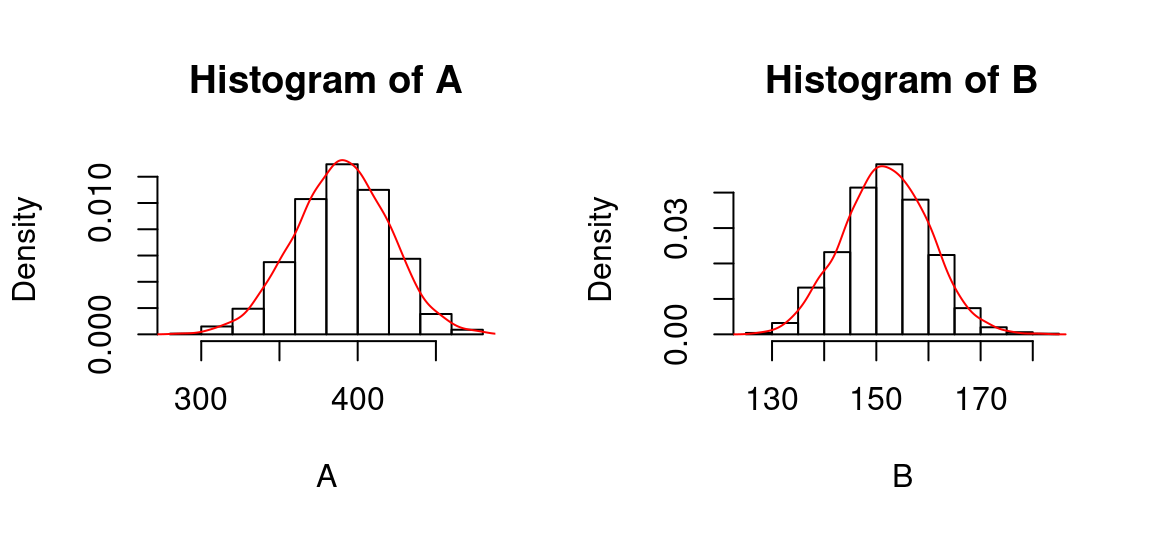 Histogram of A
Density
0.000 0.010
300 400
A
Histogram of B
Density
0.00 0.03
130 150 170
B